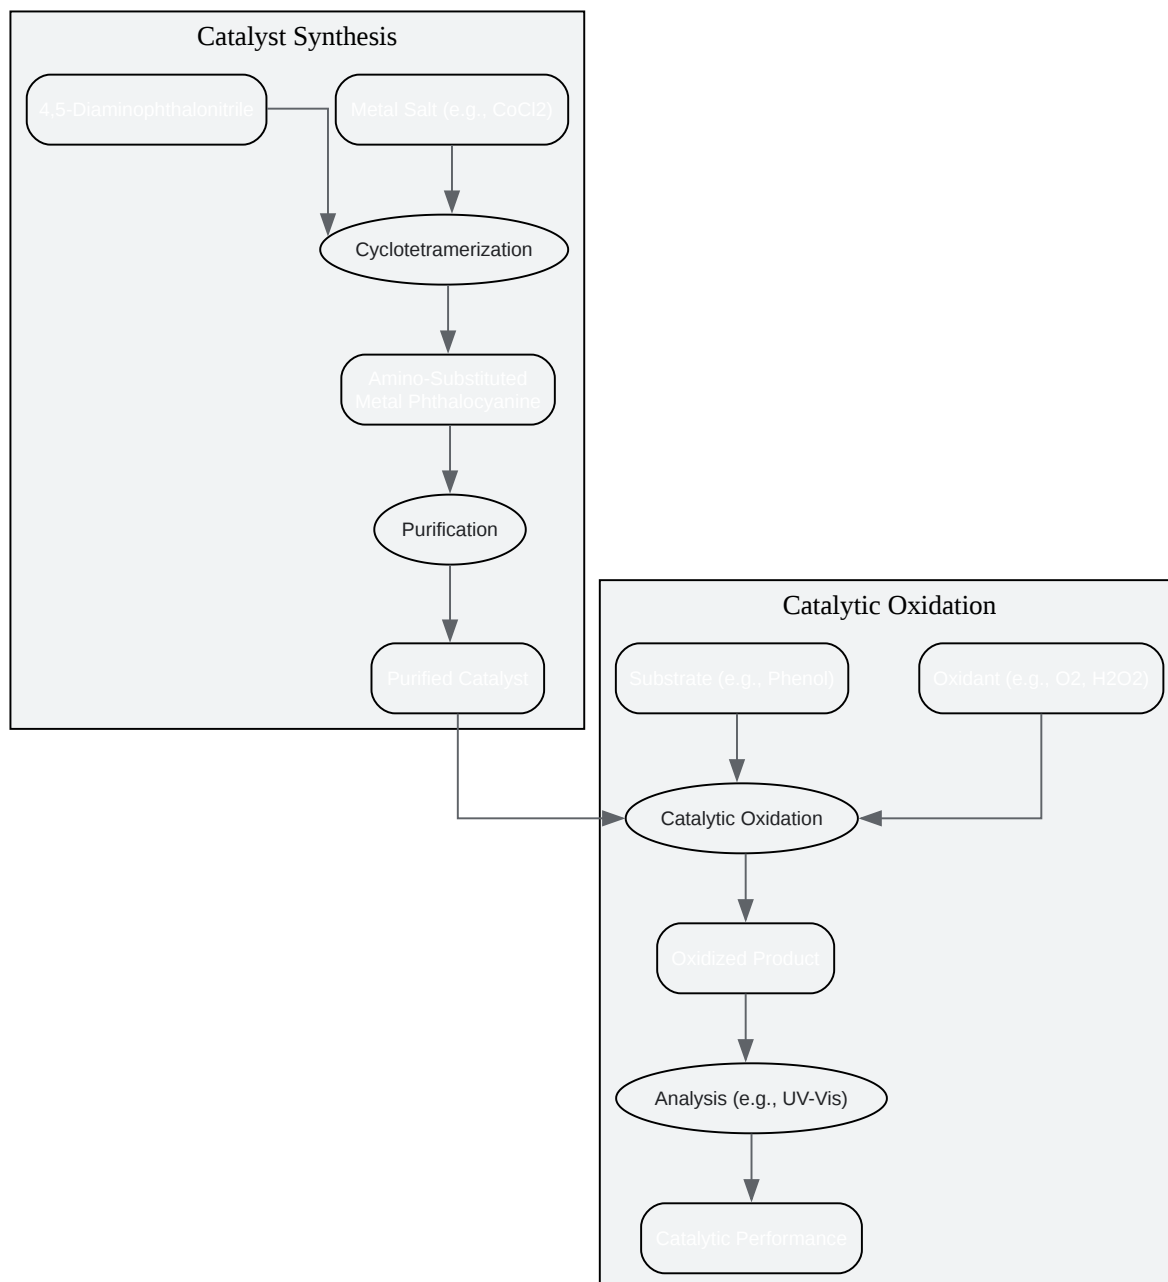 Catalyst Synthesis
4,5-Diaminophthalonitrile
Metal Salt (e.g., CoCl2)
Cyclotetramerization
Amino-Substituted
Metal Phthalocyanine
Purification
Purified Catalyst
Catalytic Oxidation
Substrate (e.g., Phenol)
Oxidant (e.g., O2, H2O2)
Catalytic Oxidation
Oxidized Product
Analysis (e.g., UV-Vis)
Catalytic Performance